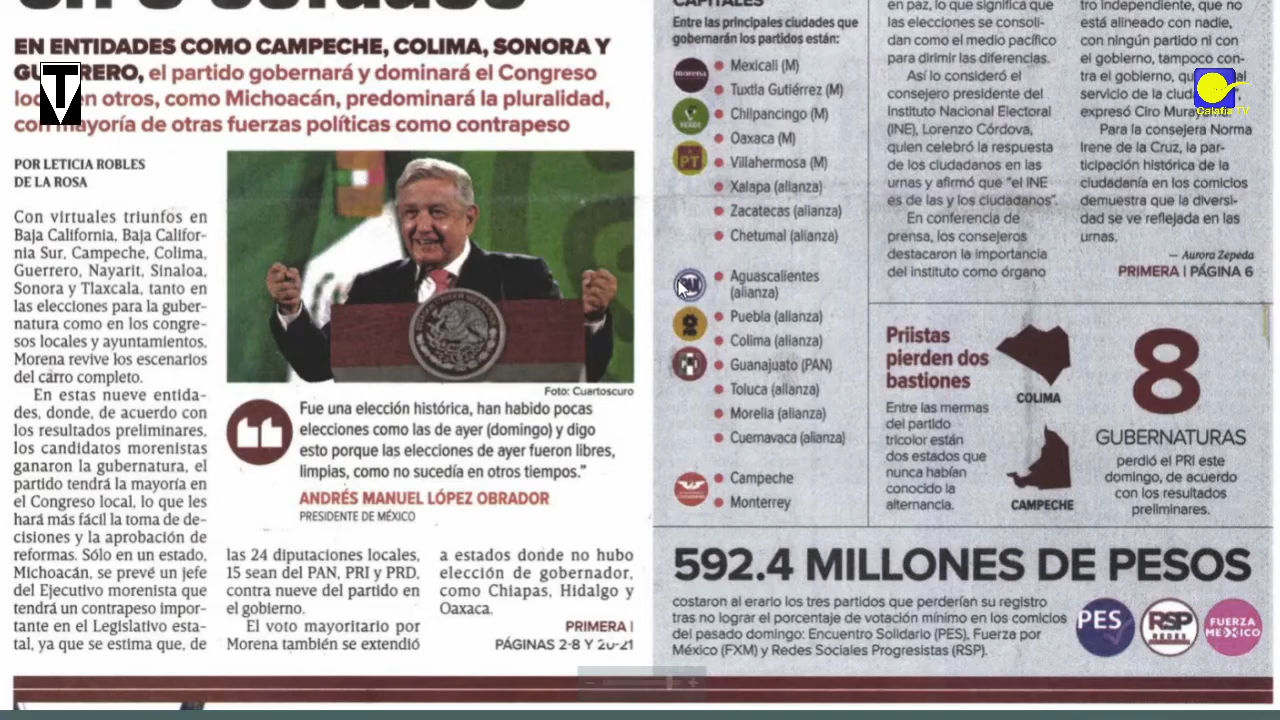 EN ENTIDADES COMO CAMPECHE, COLIMA, SONORA Y
GUERRERO, el partido gobernará y dominará el Congreso
en otros, como Michoacán, predominará la pluralidad,
con mayoría de otras fuerzas políticas como contrapeso
POR LETICIA ROBLES
DE LA ROSA
Con virtuales triunfos en
Baja California, Baja Califor-
nia Sur, Campeche, Colima,
Guerrero, Nayarit, Sinaloa,
Sonora y Tlaxcala, tanto en
las elecciones para la guber-
natura como en los congre-
sos locales y ayuntamientos,
Morena revive los escenarios
del carro completo.
En estas nueve entida-
des, donde, de acuerdo con
los resultados preliminares,
los candidatos morenistas
ganaron la gubernatura, el
partido tendrá la mayoría en
el Congreso local, lo que les
hará más fácil la toma de de-
cisiones y la aprobación de
reformas. Sólo en un estado,
Michoacán, se prevé un jefe
del Ejecutivo morenista que
tendrá un contrapeso impor-
tante en el Legislativo esta-
tal, ya que se estima que, de
Foto: Cuartoscuro
Fue una elección histórica, han habido pocas
elecciones como las de ayer (domingo) y digo
esto porque las elecciones de ayer fueron libres,
limpias, como no sucedía en otros tiempos.”
ANDRÉS MANUEL LÓPEZ OBRADOR
PRESIDENTE DE MÉXICO
las 24 diputaciones locales,
15 sean del PAN, PRI y PRD,
contra nueve del partido en
el gobierno.
El voto mayoritario por
Morena también se extendió
a estados donde no hubo
elección de gobernador,
como Chiapas, Hidalgo y
Oaxaca.
PRIMERA |
PÁGINAS 2-8 Y 20-21
CAPITALES
Entre las principales ciudades que
gobernarán los partidos están:
morena
VERDE
PT
Mexicali (M)
Tuxtla Gutiérrez (M)
Chilpancingo (M)
Oaxaca (M)
Villahermosa (M)
Xalapa (alianza)
Zacatecas (alianza)
Chetumal (alianza)
Aguascalientes
(alianza)
Puebla (alianza)
Colima (alianza)
Guanajuato (PAN)
Toluca (alianza)
Morelia (alianza)
Cuernavaca (alianza)
Campeche
Monterrey
en paz, lo que significa que
las elecciones se consoli-
dan como el medio pacífico
para dirimir las diferencias.
Así lo consideró el
consejero presidente del
Instituto Nacional Electoral
(INE), Lorenzo Córdova,
quien celebró la respuesta
de los ciudadanos en las
urnas y afirmó que “el INE
es de las y los ciudadanos”.
En conferencia de
prensa, los consejeros
destacaron la importancia
del instituto como órgano
tro independiente, que no
está alineado con nadie,
con ningún partido ni con
el gobierno, tampoco con-
tra el gobierno,
servicio de la
expresó Ciro
Para la consejera Norma
Irene de la Cruz, la par-
ticipación histórica de la
ciudadanía en los comicios
demuestra que la diversi-
dad se ve reflejada en las
urnas.
— Aurora Zepeda
PRIMERA | PÁGINA 6
Calafia TV
Priistas
pierden dos
bastiones
Entre las mermas
del partido
tricolor están
dos estados que
nunca habían
conocido la
alternancia.
COLIMA
CAMPECHE
8
GUBERNATURAS
perdió el PRI este
domingo, de acuerdo
con los resultados
preliminares.
592.4 MILLONES DE PESOS
costaron al erario los tres partidos que perderían su registro
tras no lograr el porcentaje de votación mínimo en los comicios
del pasado domingo: Encuentro Solidario (PES), Fuerza por
México (FXM) y Redes Sociales Progresistas (RSP).
PES
RSP
FUERZA
MEXICO